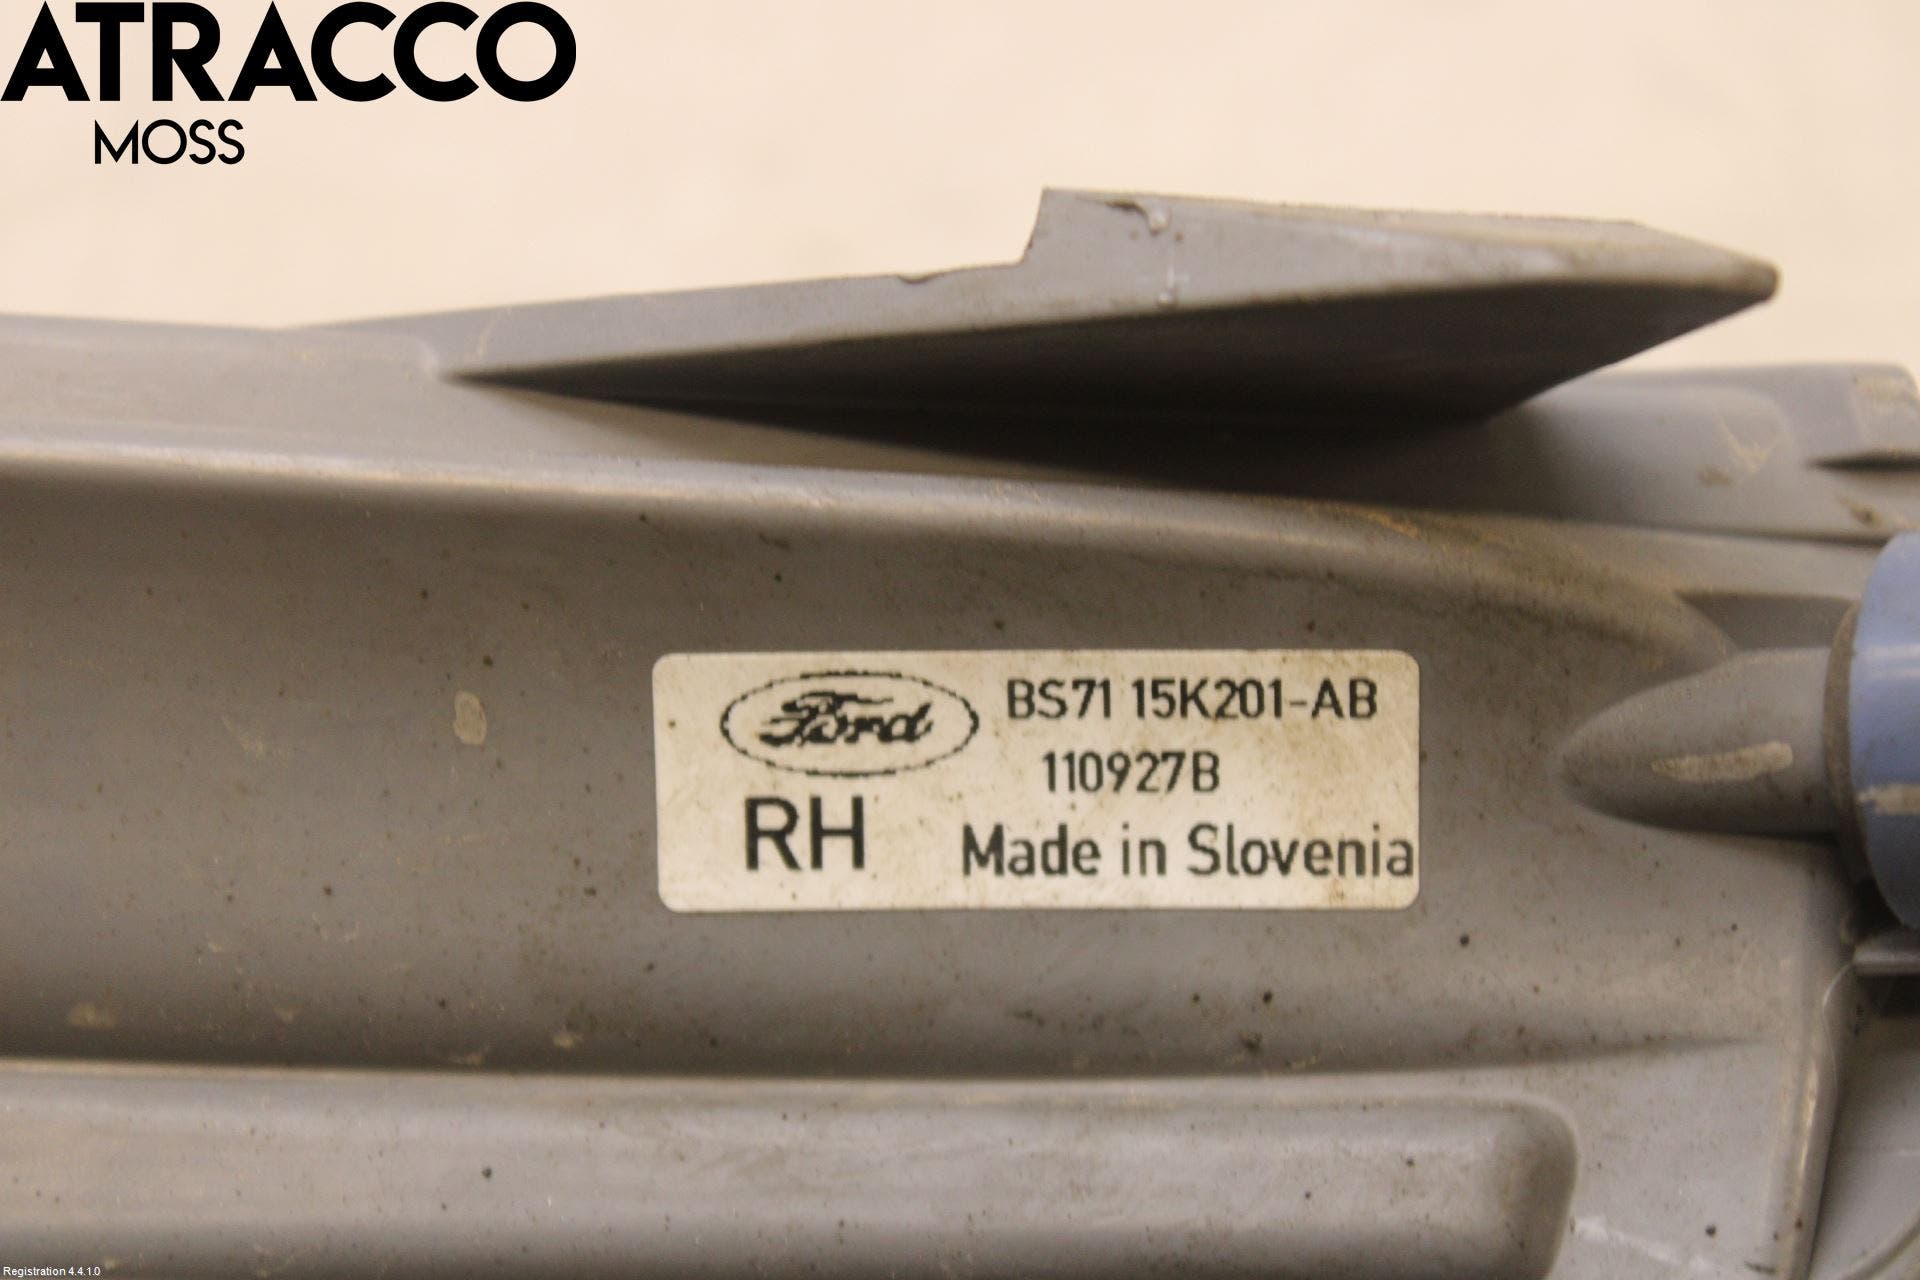 ATRACCO
MOSS
Ford
BS71 15K201-AB
110927B
RH
Made in Slovenia
Registration 4.4.1.0